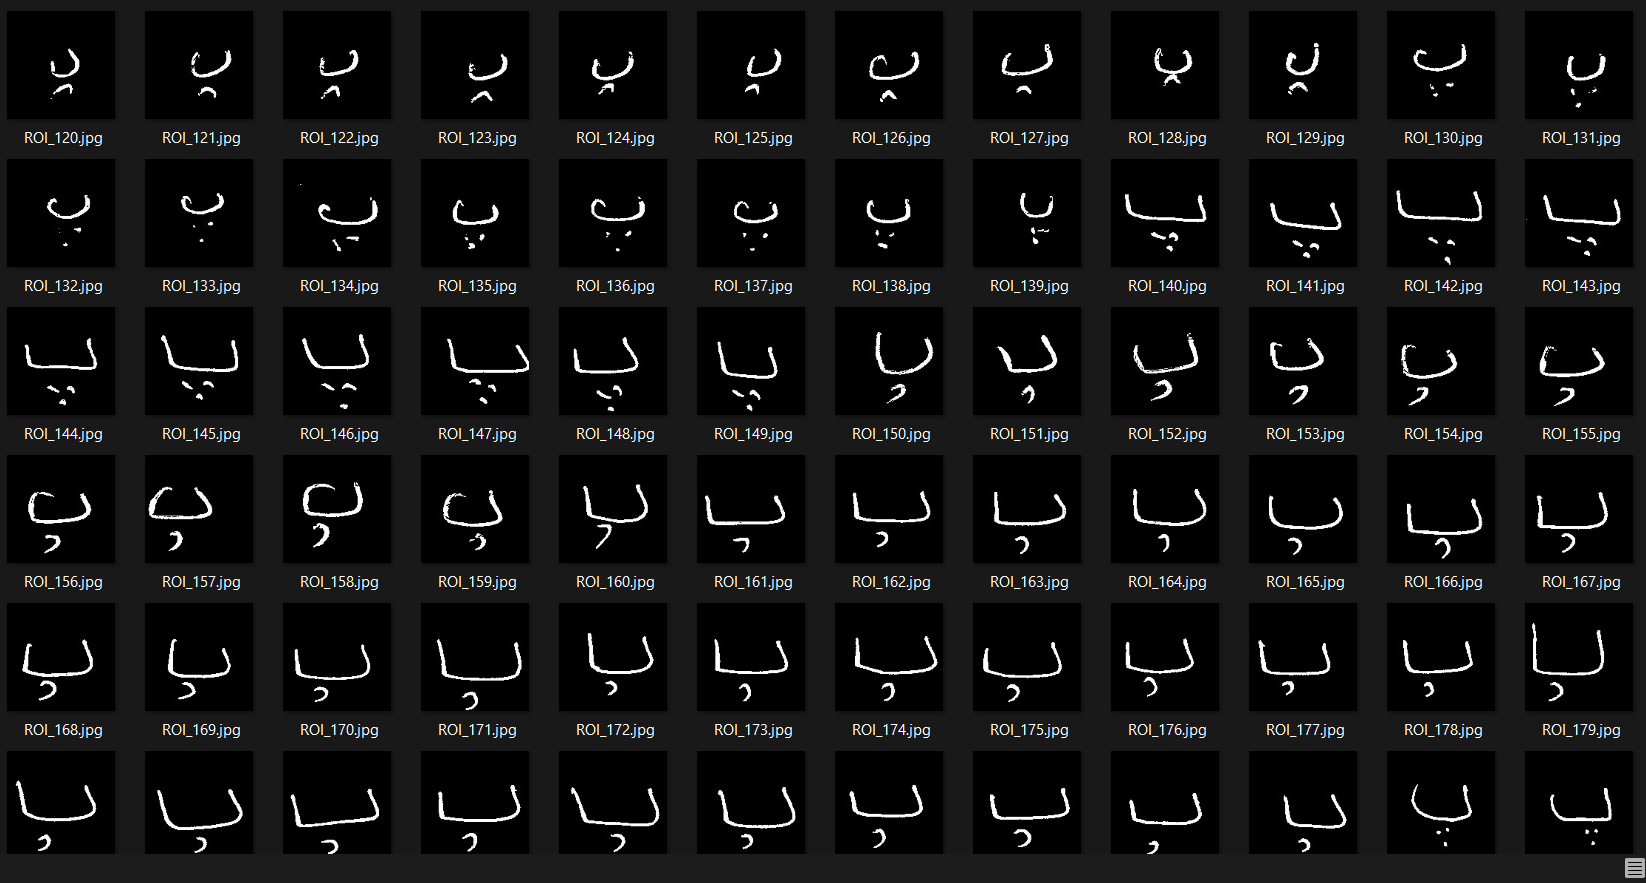 پ پ پ پ پ پ پ پ پ پ پ پ
ROI_120.jpg ROI_121.jpg ROI_122.jpg ROI_123.jpg ROI_124.jpg ROI_125.jpg ROI_126.jpg ROI_127.jpg ROI_128.jpg ROI_129.jpg ROI_130.jpg ROI_131.jpg
پ پ پ پ پ پ پ پ پ پ پ پ
ROI_132.jpg ROI_133.jpg ROI_134.jpg ROI_135.jpg ROI_136.jpg ROI_137.jpg ROI_138.jpg ROI_139.jpg ROI_140.jpg ROI_141.jpg ROI_142.jpg ROI_143.jpg
پ پ پ پ پ پ پ پ پ پ پ پ
ROI_144.jpg ROI_145.jpg ROI_146.jpg ROI_147.jpg ROI_148.jpg ROI_149.jpg ROI_150.jpg ROI_151.jpg ROI_152.jpg ROI_153.jpg ROI_154.jpg ROI_155.jpg
پ پ پ پ پ پ پ پ پ پ پ پ
ROI_156.jpg ROI_157.jpg ROI_158.jpg ROI_159.jpg ROI_160.jpg ROI_161.jpg ROI_162.jpg ROI_163.jpg ROI_164.jpg ROI_165.jpg ROI_166.jpg ROI_167.jpg
پ پ پ پ پ پ پ پ پ پ پ پ
ROI_168.jpg ROI_169.jpg ROI_170.jpg ROI_171.jpg ROI_172.jpg ROI_173.jpg ROI_174.jpg ROI_175.jpg ROI_176.jpg ROI_177.jpg ROI_178.jpg ROI_179.jpg
پ پ پ پ پ پ پ پ پ پ پ پ